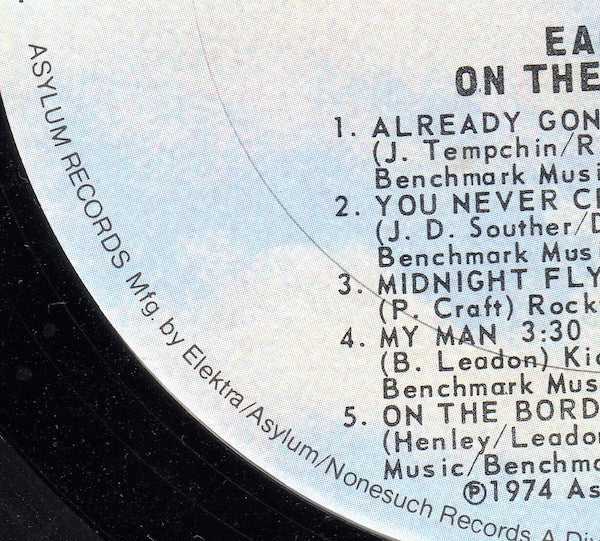 EA
ON THE
1. ALREADY GON
(J. Tempchin/R
Benchmark Musi
2. YOU NEVER C
(J. D. Souther/D
Benchmark Mus
3. MIDNIGHT FLY
(P. Craft) Rock
4. MY MAN 3:30
(B. Leadon) Kic
Benchmark Mus
5. ON THE BORD
(Henley/Leado
Music/Benchma
℗1974 As
ASYLUM RECORDS Mfg. by Elektra/Asylum/Nonesuch Records A Di